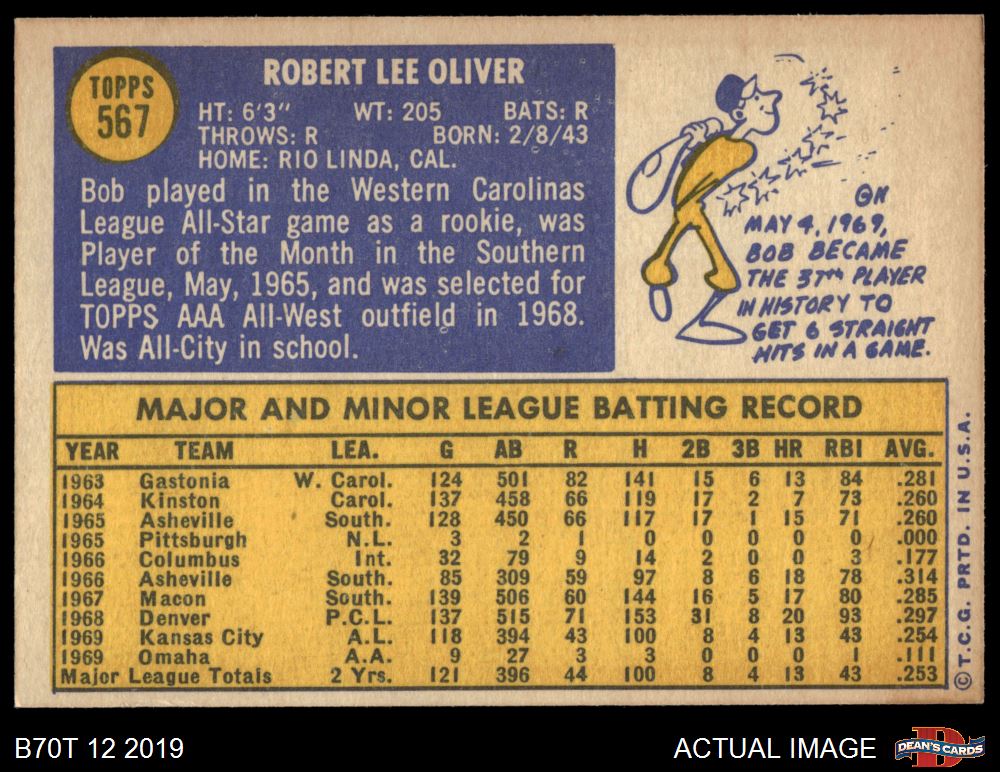 TOPPS
567
ROBERT LEE OLIVER
HT: 6'3" WT: 205 BATS: R
THROWS: R BORN: 2/8/43
HOME: RIO LINDA, CAL.
Bob played in the Western Carolinas
League All-Star game as a rookie, was
Player of the Month in the Southern
League, May, 1965, and was selected for
TOPPS AAA All-West outfield in 1968.
Was All-City in school.
ON
MAY 4, 1969,
BOB BECAME
THE 37TH PLAYER
IN HISTORY TO
GET 6 STRAIGHT
HITS IN A GAME.
MAJOR AND MINOR LEAGUE BATTING RECORD
YEAR TEAM LEA. G AB R H 2B 3B HR RBI AVG.
1963 Gastonia W. Carol. 124 501 82 141 15 6 13 84 .281
1964 Kinston Carol. 137 458 66 119 17 2 7 73 .260
1965 Asheville South. 128 450 66 117 17 1 15 71 .260
1965 Pittsburgh N.L. 3 2 1 0 0 0 0 0 .000
1966 Columbus Int. 32 79 9 14 2 0 0 3 .177
1966 Asheville South. 85 309 59 97 8 6 18 78 .314
1967 Macon South. 139 506 60 144 16 5 17 80 .285
1968 Denver P.C.L. 137 515 71 153 31 8 20 93 .297
1969 Kansas City A.L. 118 394 43 100 8 4 13 43 .254
1969 Omaha A.A. 9 27 3 3 0 0 0 1 .111
Major League Totals 2 Yrs. 121 396 44 100 8 4 13 43 .253
© T.C.G. PRTD. IN U.S.A.
B70T 12 2019
ACTUAL IMAGE
D
DEAN'S CARDS